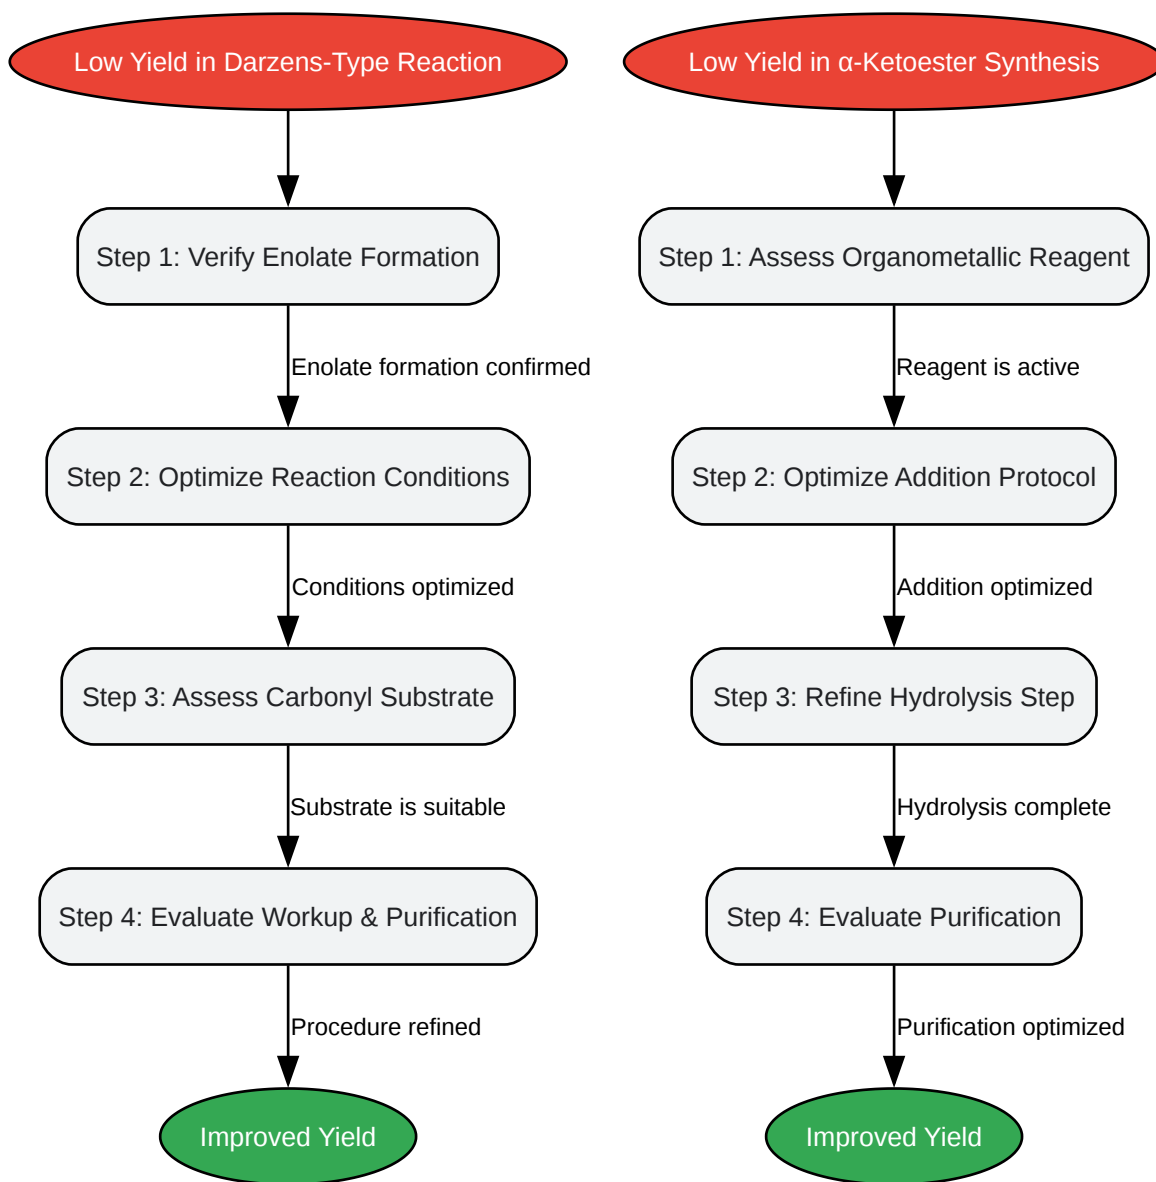 Low Yield in Darzens-Type Reaction
Step 1: Verify Enolate Formation
Enolate formation confirmed
Step 2: Optimize Reaction Conditions
Conditions optimized
Step 3: Assess Carbonyl Substrate
Substrate is suitable
Step 4: Evaluate Workup & Purification
Procedure refined
Improved Yield
Low Yield in α-Ketoester Synthesis
Step 1: Assess Organometallic Reagent
Reagent is active
Step 2: Optimize Addition Protocol
Addition optimized
Step 3: Refine Hydrolysis Step
Hydrolysis complete
Step 4: Evaluate Purification
Purification optimized
Improved Yield